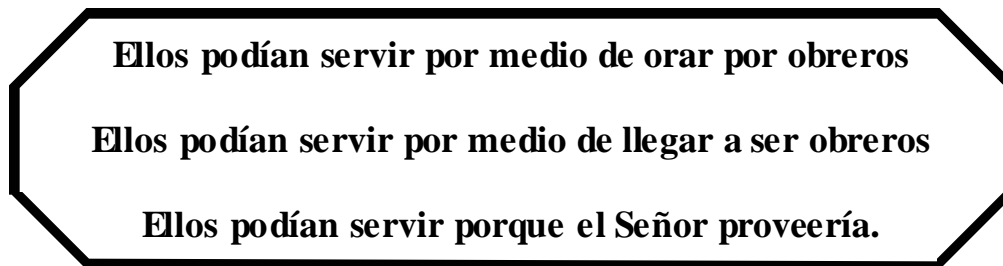 Ellos podían servir por medio de orar por obreros
Ellos podían servir por medio de llegar a ser obreros
Ellos podían servir porque el Señor proveería.